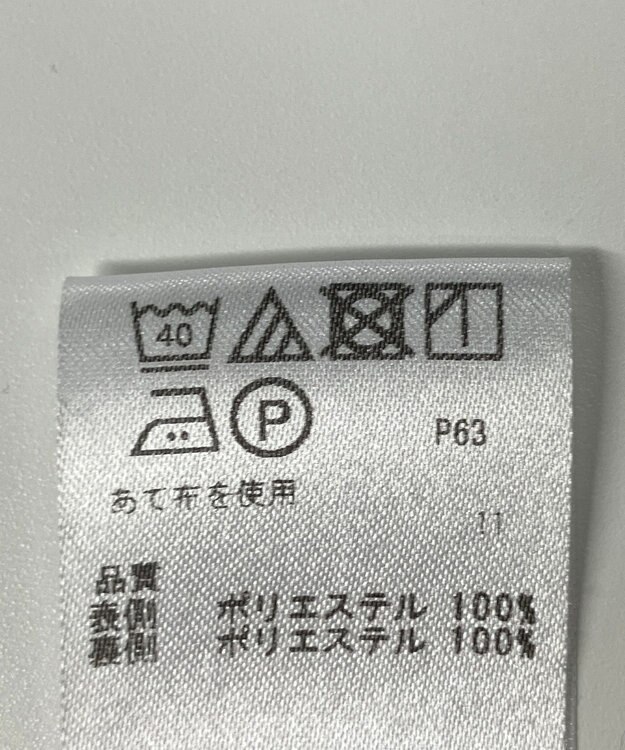 40
P P63
あて布を使用
11
品質
表側 ポリエステル 100%
裏側 ポリエステル 100%